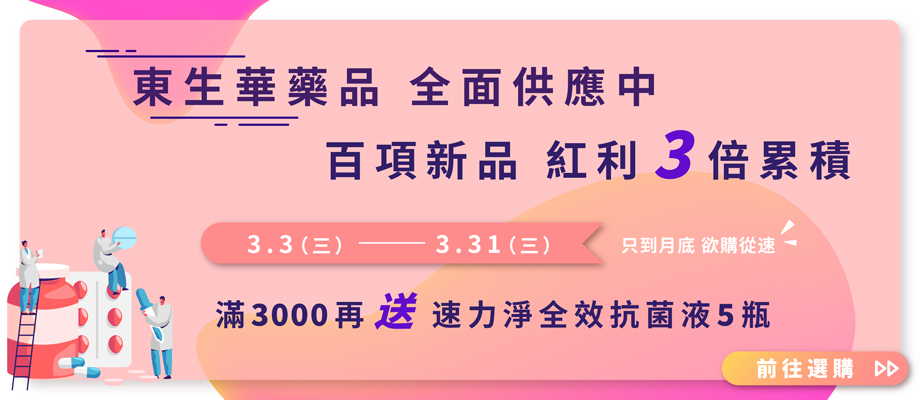 東生華藥品 全面供應中
百項新品 紅利3倍累積
3.3(三) —— 3.31(三)
只到月底 欲購從速
滿3000再送 速力淨全效抗菌液5瓶
前往選購